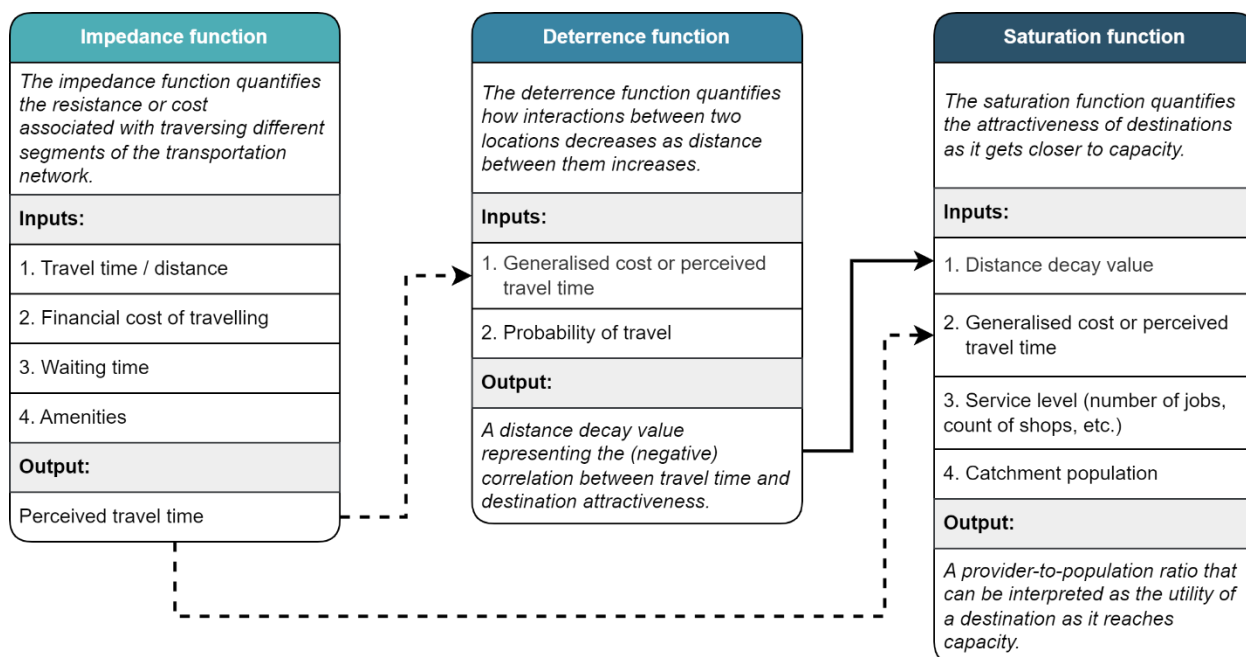 Impedance function
The impedance function quantifies
the resistance or cost
associated with traversing different
segments of the transportation
network.
Inputs:
1. Travel time / distance
2. Financial cost of travelling
3. Waiting time
4. Amenities
Output:
Perceived travel time
Deterrence function
The deterrence function quantifies
how interactions between two
locations decreases as distance
between them increases.
Inputs:
1. Generalised cost or perceived
travel time
2. Probability of travel
Output:
A distance decay value
representing the (negative)
correlation between travel time and
destination attractiveness.
Saturation function
The saturation function quantifies
the attractiveness of destinations
as it gets closer to capacity.
Inputs:
1. Distance decay value
2. Generalised cost or perceived
travel time
3. Service level (number of jobs,
count of shops, etc.)
4. Catchment population
Output:
A provider-to-population ratio that
can be interpreted as the utility of
a destination as it reaches
capacity.